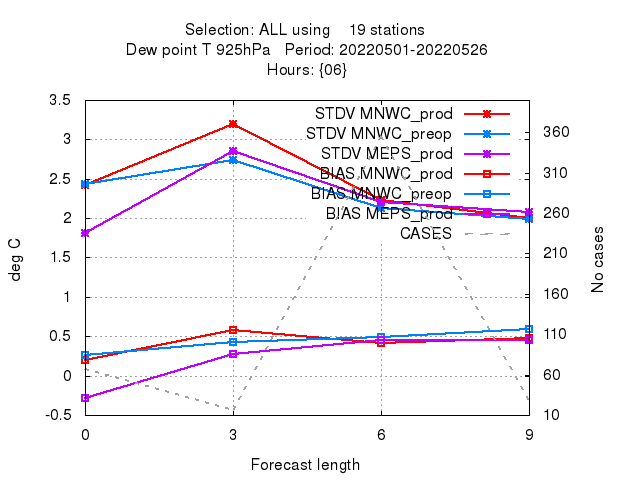 Selection: ALL using 19 stations
Dew point T 925hPa Period: 20220501-20220526
Hours: {06}
STDV MNWC_prod
STDV MNWC_preop
STDV MEPS_prod
BIAS MNWC_prod
BIAS MNWC_preop
BIAS MEPS_prod
CASES
deg C
3.5
3
2.5
2
1.5
1
0.5
0
-0.5
No cases
360
310
260
210
160
110
60
10
0 3 6 9
Forecast length